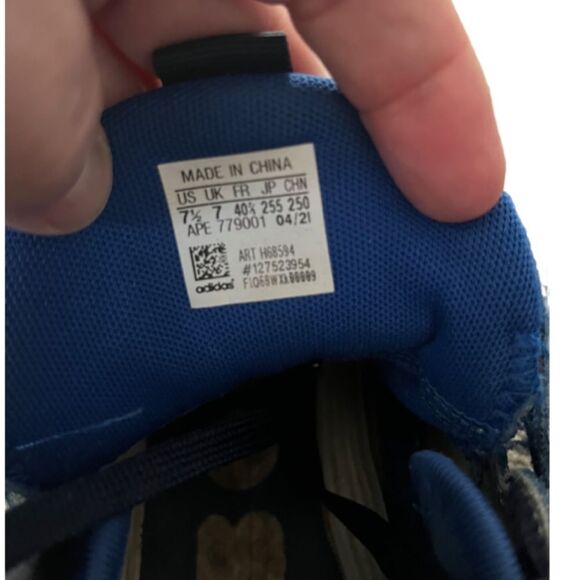 MADE IN CHINA
US UK FR JP CHN
7½ 7 40⅔ 255 250
APE 779001 04/21
ART H68594
#127523954
adidas